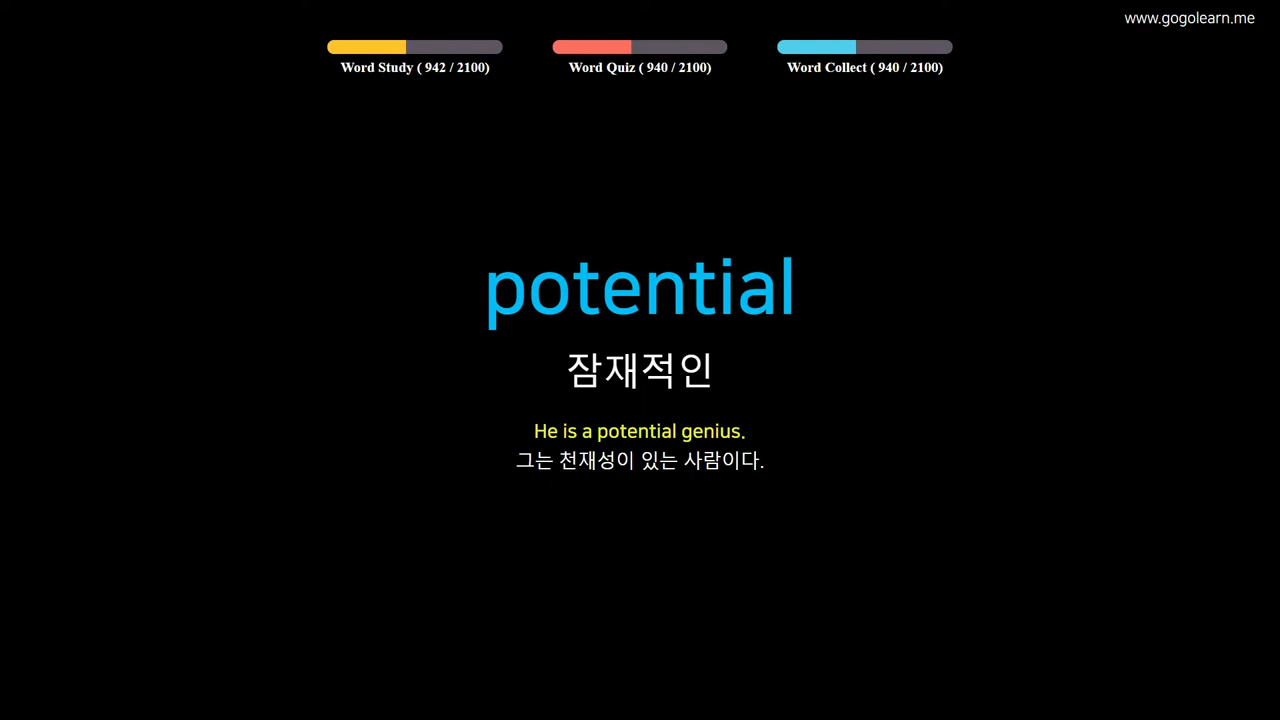 www.gogolearn.me
Word Study ( 942 / 2100)
Word Quiz ( 940 / 2100)
Word Collect ( 940 / 2100)
potential
잠재적인
He is a potential genius.
그는 천재성이 있는 사람이다.